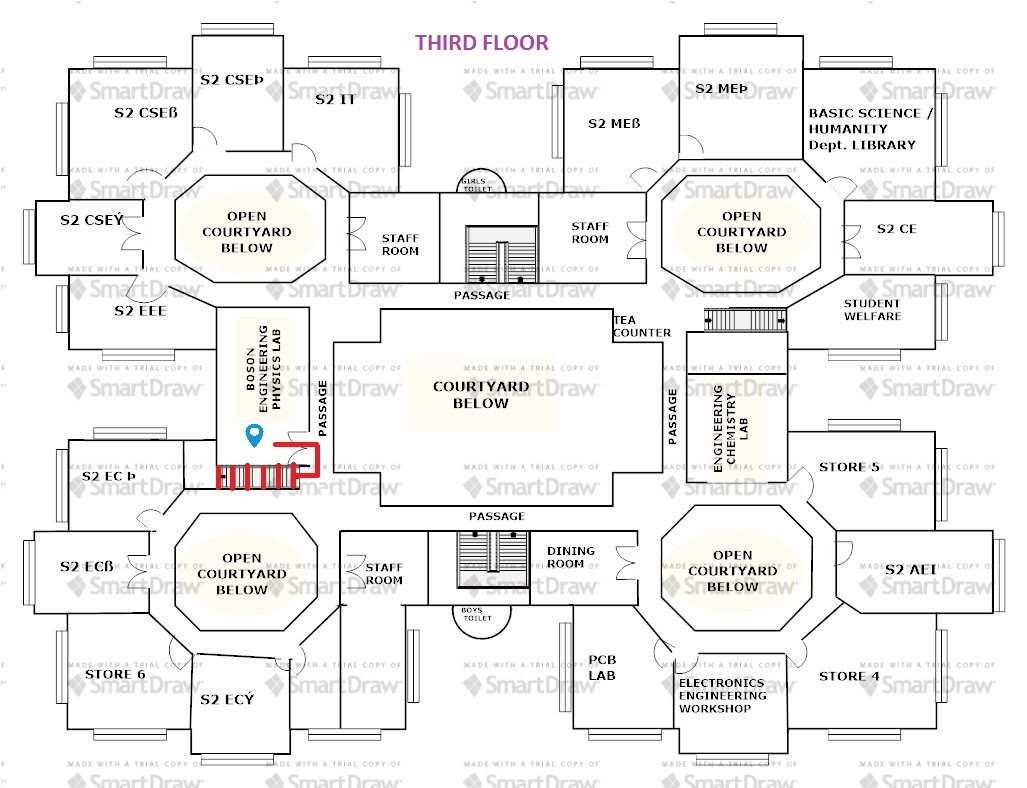 THIRD FLOOR
S2 CSEÞ
S2 MEÞ
S2 CSEß
S2 IT
S2 MEß
BASIC SCIENCE /
HUMANITY
Dept. LIBRARY
S2 CSEÝ
OPEN
COURTYARD
BELOW
STAFF
ROOM
GIRLS
TOILET
STAFF
ROOM
OPEN
COURTYARD
BELOW
S2 CE
PASSAGE
S2 EEE
TEA
COUNTER
STUDENT
WELFARE
BOSON
ENGINEERING
PHYSICS LAB
PASSAGE
COURTYARD
BELOW
PASSAGE
ENGINEERING
CHEMISTRY
LAB
S2 EC Þ
STORE 5
PASSAGE
S2 ECß
OPEN
COURTYARD
BELOW
STAFF
ROOM
DINING
ROOM
OPEN
COURTYARD
BELOW
S2 AEI
BOYS
TOILET
STORE 6
S2 ECÝ
PCB
LAB
ELECTRONICS
ENGINEERING
WORKSHOP
STORE 4
MADE WITH A TRIAL COPY OF
SmartDraw